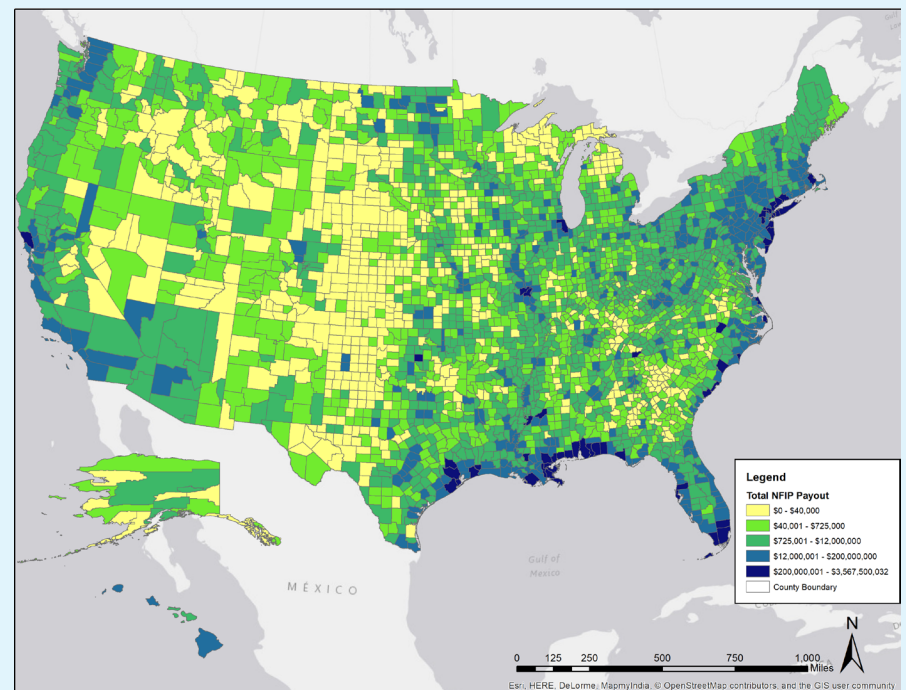 Gulf of
MÉXICO
Gulf of
Mexico
Legend
Total NFIP Payout
$0 - $40,000
$40,001 - $725,000
$725,001 - $12,000,000
$12,000,001 - $200,000,000
$200,000,001 - $3,567,500,032
County Boundary
N
0 125 250 500 750 1,000
Miles
Esri, HERE, DeLorme, MapmyIndia, © OpenStreetMap contributors, and the GIS user community